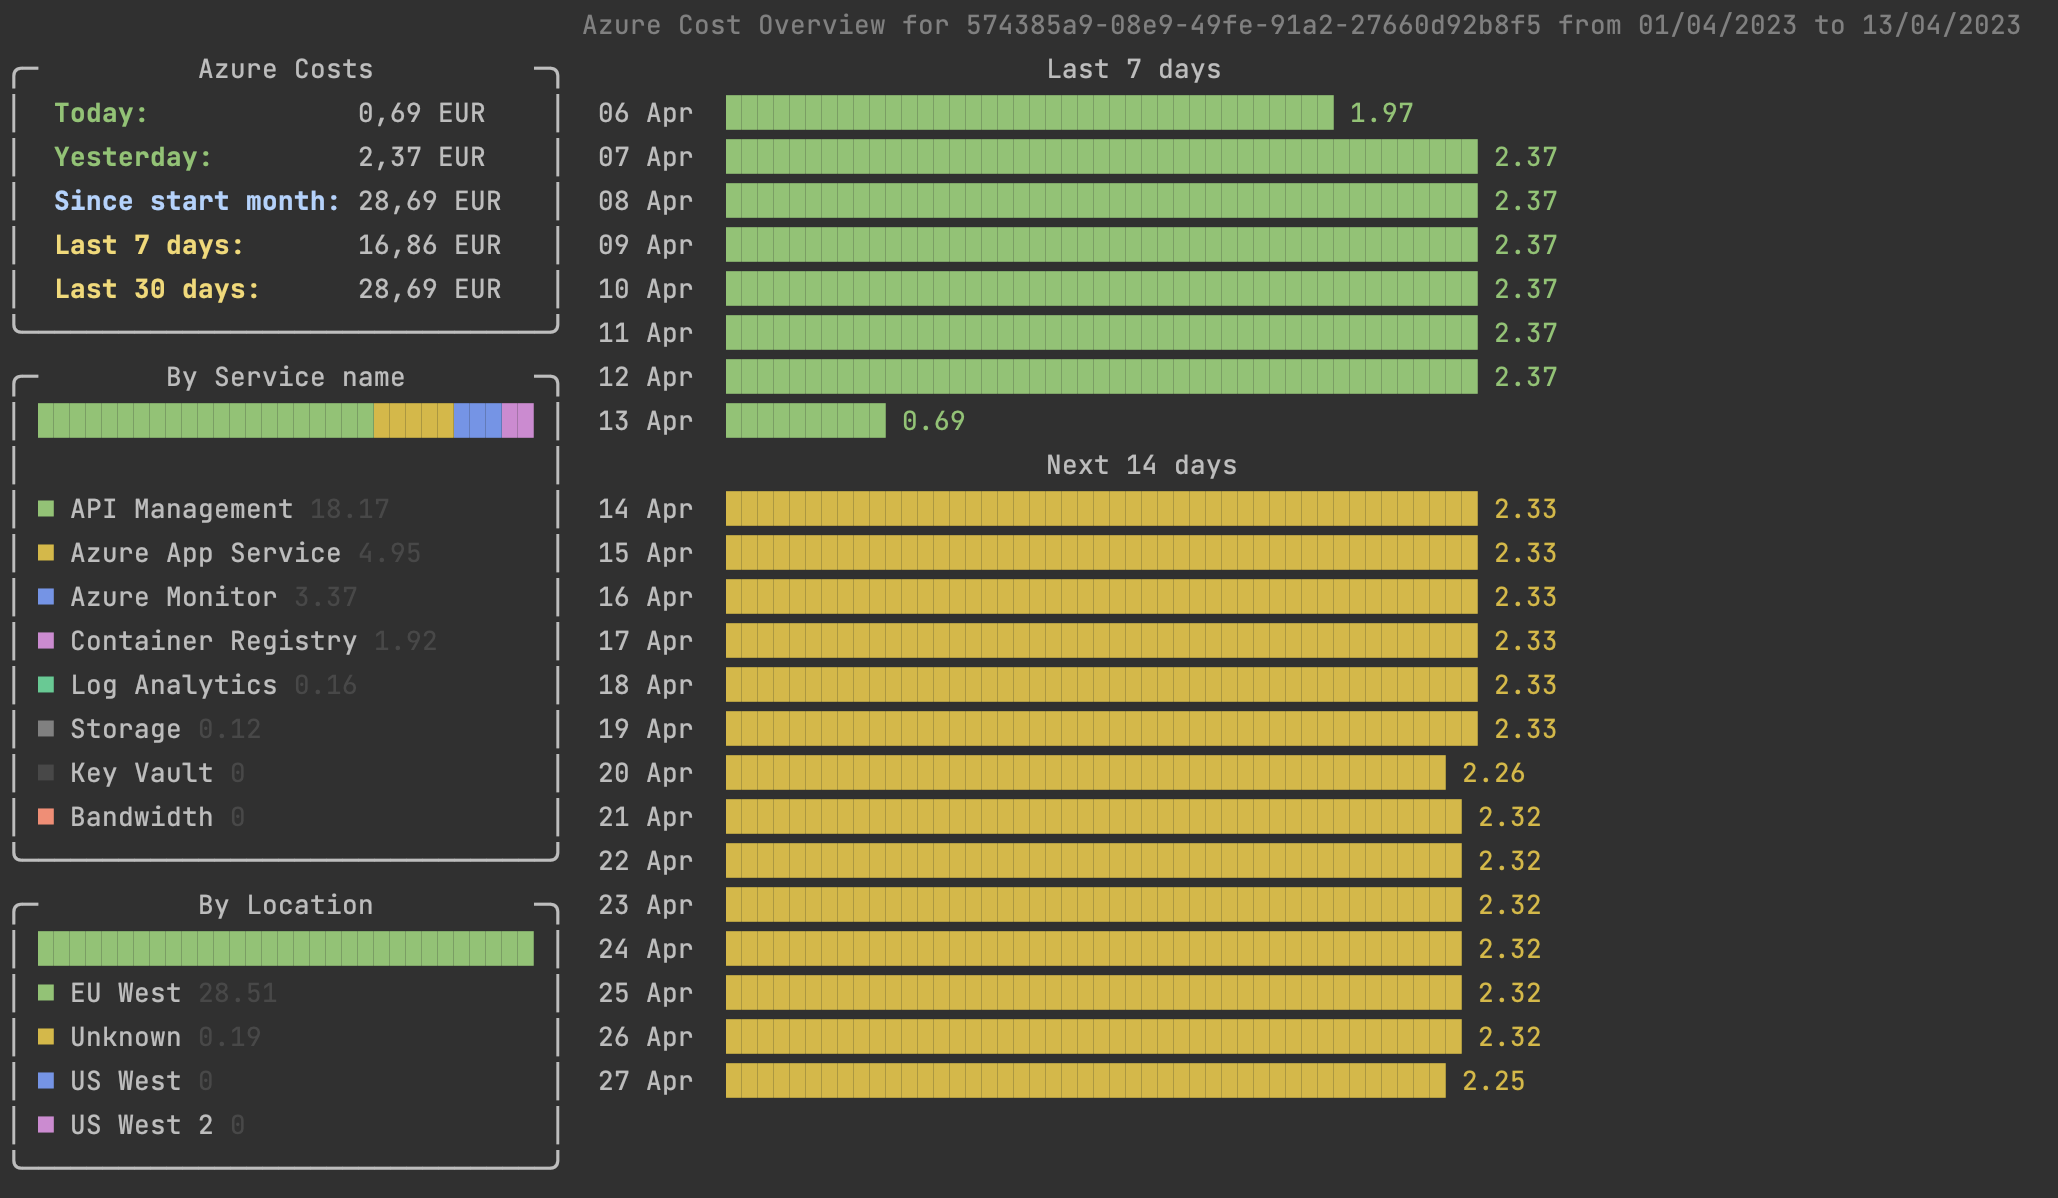 Azure Cost Overview for 574385a9-08e9-49fe-91a2-27660d92b8f5 from 01/04/2023 to 13/04/2023
Azure Costs
Today: 0,69 EUR
Yesterday: 2,37 EUR
Since start month: 28,69 EUR
Last 7 days: 16,86 EUR
Last 30 days: 28,69 EUR
By Service name
API Management 18.17
Azure App Service 4.95
Azure Monitor 3.37
Container Registry 1.92
Log Analytics 0.16
Storage 0.12
Key Vault 0
Bandwidth 0
By Location
EU West 28.51
Unknown 0.19
US West 0
US West 2 0
Last 7 days
06 Apr 1.97
07 Apr 2.37
08 Apr 2.37
09 Apr 2.37
10 Apr 2.37
11 Apr 2.37
12 Apr 2.37
13 Apr 0.69
Next 14 days
14 Apr 2.33
15 Apr 2.33
16 Apr 2.33
17 Apr 2.33
18 Apr 2.33
19 Apr 2.33
20 Apr 2.26
21 Apr 2.32
22 Apr 2.32
23 Apr 2.32
24 Apr 2.32
25 Apr 2.32
26 Apr 2.32
27 Apr 2.25